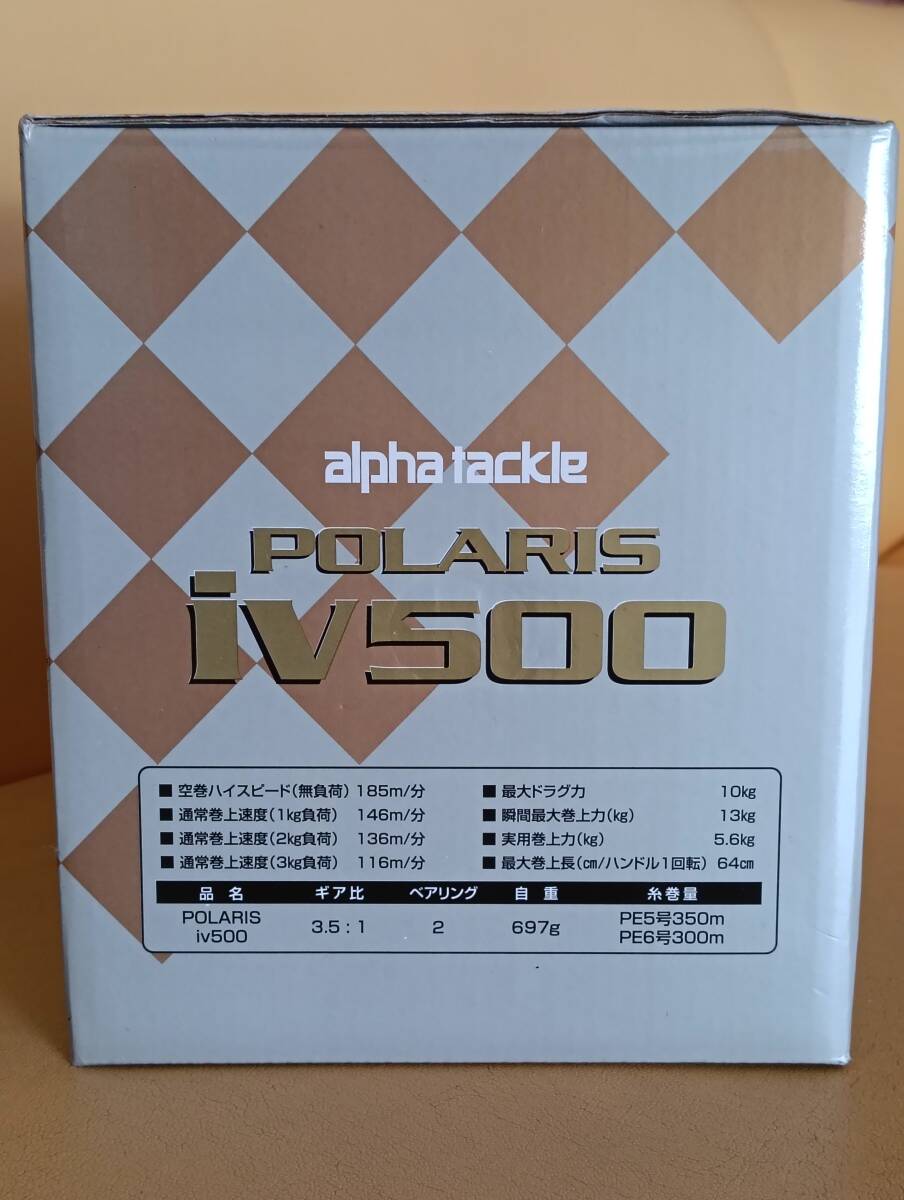 alpha tackle
POLARIS
iv500
■ 空巻ハイスピード(無負荷) 185m/分
■ 通常巻上速度(1kg負荷) 146m/分
■ 通常巻上速度(2kg負荷) 136m/分
■ 通常巻上速度(3kg負荷) 116m/分
■ 最大ドラグ力 10kg
■ 瞬間最大巻上力(kg) 13kg
■ 実用巻上力(kg) 5.6kg
■ 最大巻上長(cm/ハンドル1回転) 64cm
品名 ギア比 ベアリング 自重 糸巻量
POLARIS iv500 3.5:1 2 697g PE5号350m
PE6号300m